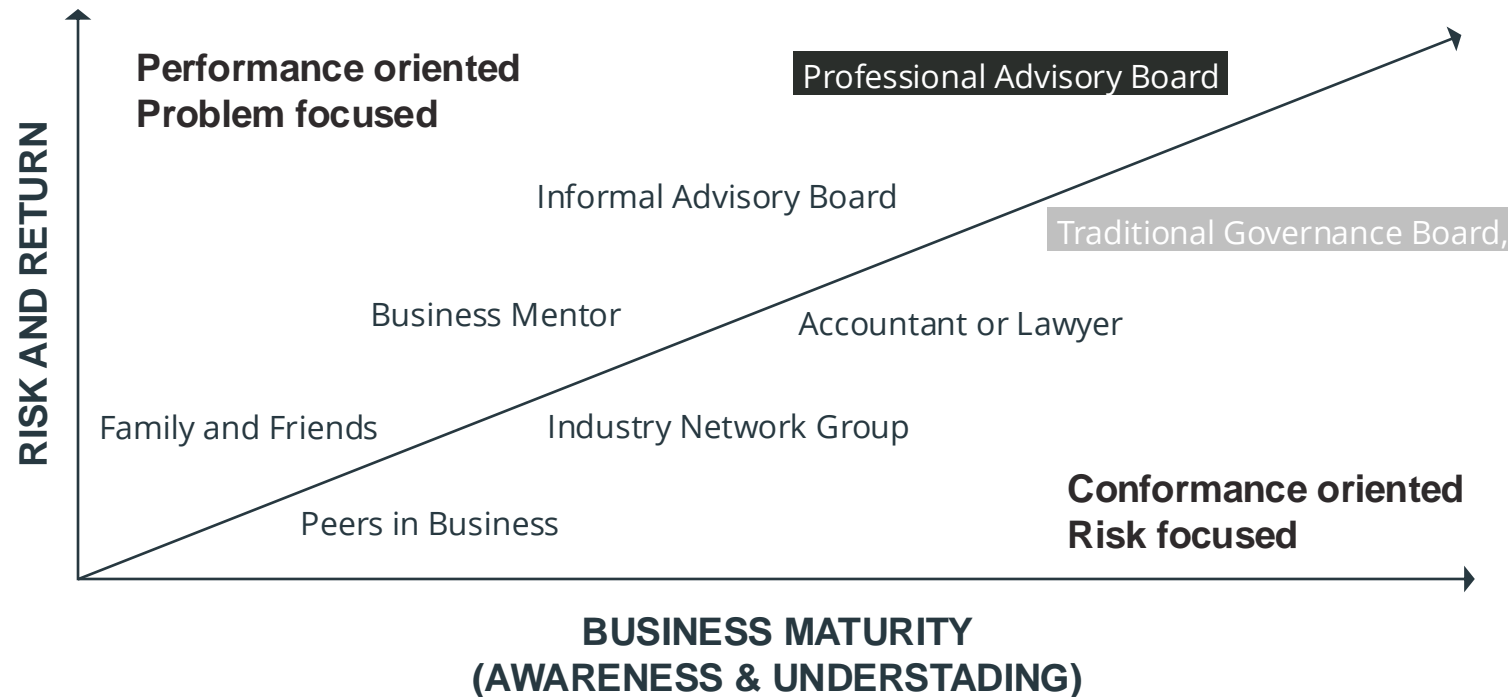 Performance oriented
Problem focused
Professional Advisory Board
Informal Advisory Board
Traditional Governance Board,
Business Mentor
Accountant or Lawyer
Family and Friends
Industry Network Group
Peers in Business
Conformance oriented
Risk focused
RISK AND RETURN
BUSINESS MATURITY
(AWARENESS & UNDERSTADING)